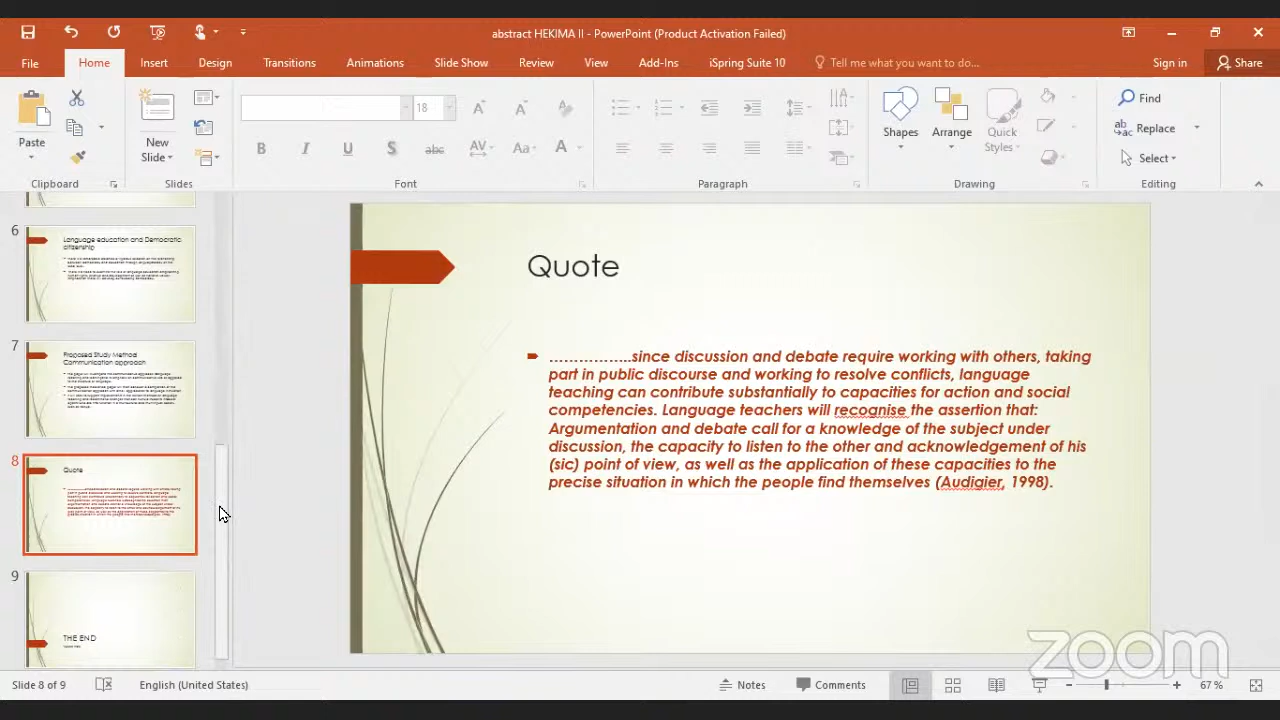 abstract HEKIMA II - PowerPoint (Product Activation Failed)
File Home Insert Design Transitions Animations Slide Show Review View Add-Ins iSpring Suite 10 Tell me what you want to do... Sign in Share
18
Paste
New
Slide
Shapes
Arrange
Quick
Styles
Find
Replace
Select
Clipboard
Slides
Font
Paragraph
Drawing
Editing
6
Language education and Democratic
citizenship
7
Proposed Study Method
Communication approach
8
Quote
9
THE END
Quote
.................since discussion and debate require working with others, taking
part in public discourse and working to resolve conflicts, language
teaching can contribute substantially to capacities for action and social
competencies. Language teachers will recognise the assertion that:
Argumentation and debate call for a knowledge of the subject under
discussion, the capacity to listen to the other and acknowledgement of his
(sic) point of view, as well as the application of these capacities to the
precise situation in which the people find themselves (Audigier, 1998).
zoom
Slide 8 of 9 English (United States) Notes Comments 67 %